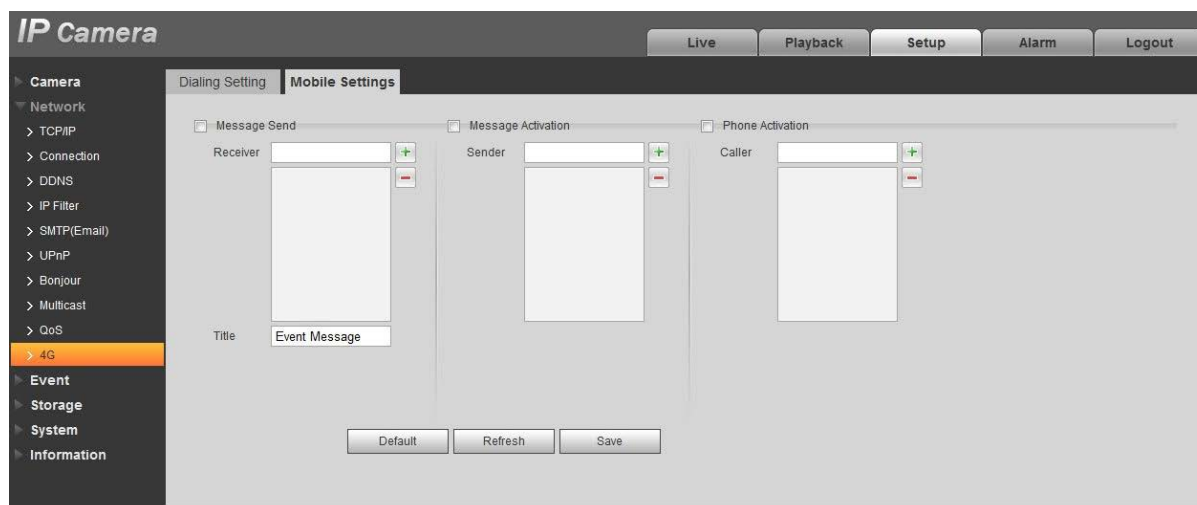 IP Camera
Live Playback Setup Alarm Logout
Camera
Network
TCP/IP
Connection
DDNS
IP Filter
SMTP(Email)
UPnP
Bonjour
Multicast
QoS
4G
Event
Storage
System
Information
Dialing Setting Mobile Settings
Message Send Message Activation Phone Activation
Receiver Sender Caller
Title Event Message
Default Refresh Save